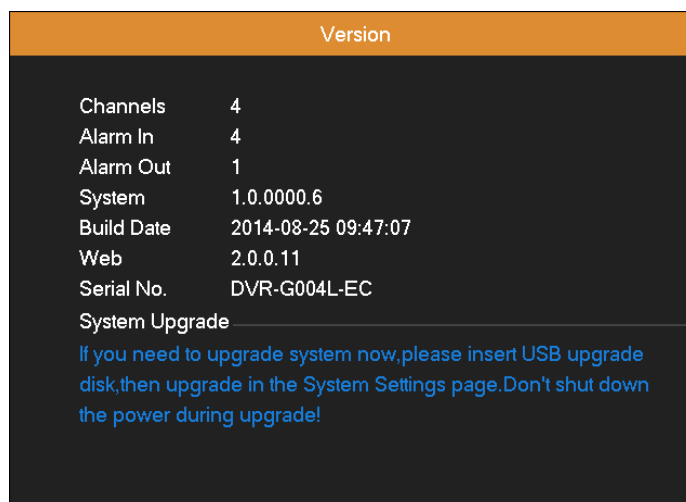 Version
Channels 4
Alarm In 4
Alarm Out 1
System 1.0.0000.6
Build Date 2014-08-25 09:47:07
Web 2.0.0.11
Serial No. DVR-G004L-EC
System Upgrade
If you need to upgrade system now,please insert USB upgrade
disk,then upgrade in the System Settings page.Don't shut down
the power during upgrade!